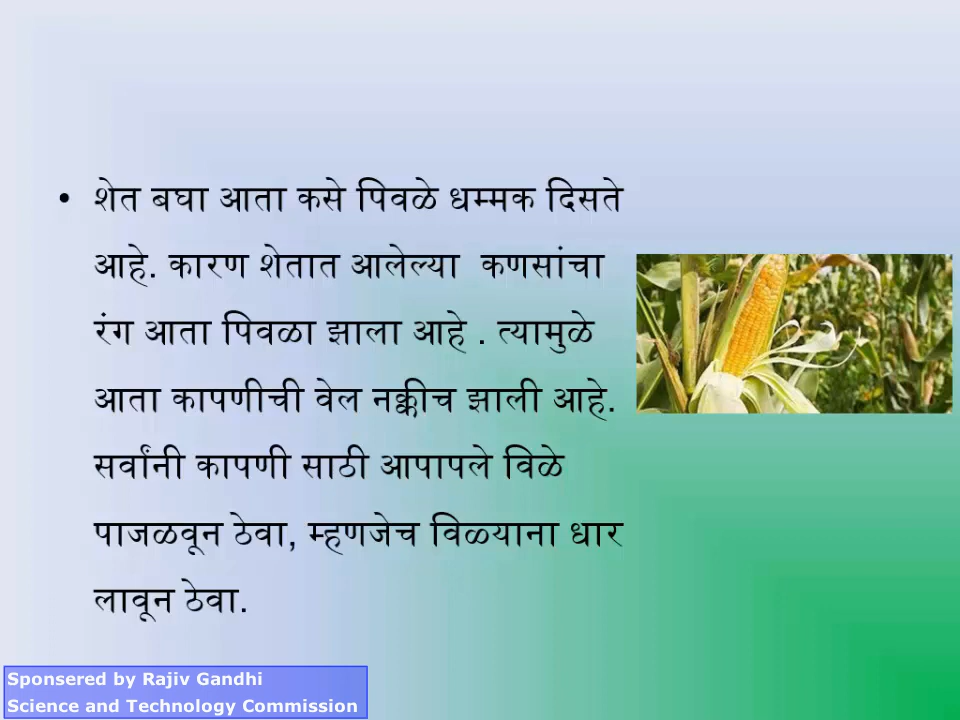 • शेत बघा आता कसे पिवळे धम्मक दिसते
आहे. कारण शेतात आलेल्या कणसांचा
रंग आता पिवळा झाला आहे . त्यामुळे
आता कापणीची वेल नक्कीच झाली आहे.
सर्वांनी कापणी साठी आपापले विळे
पाजळवून ठेवा, म्हणजेच विळ्याना धार
लावून ठेवा.
Sponsered by Rajiv Gandhi
Science and Technology Commission